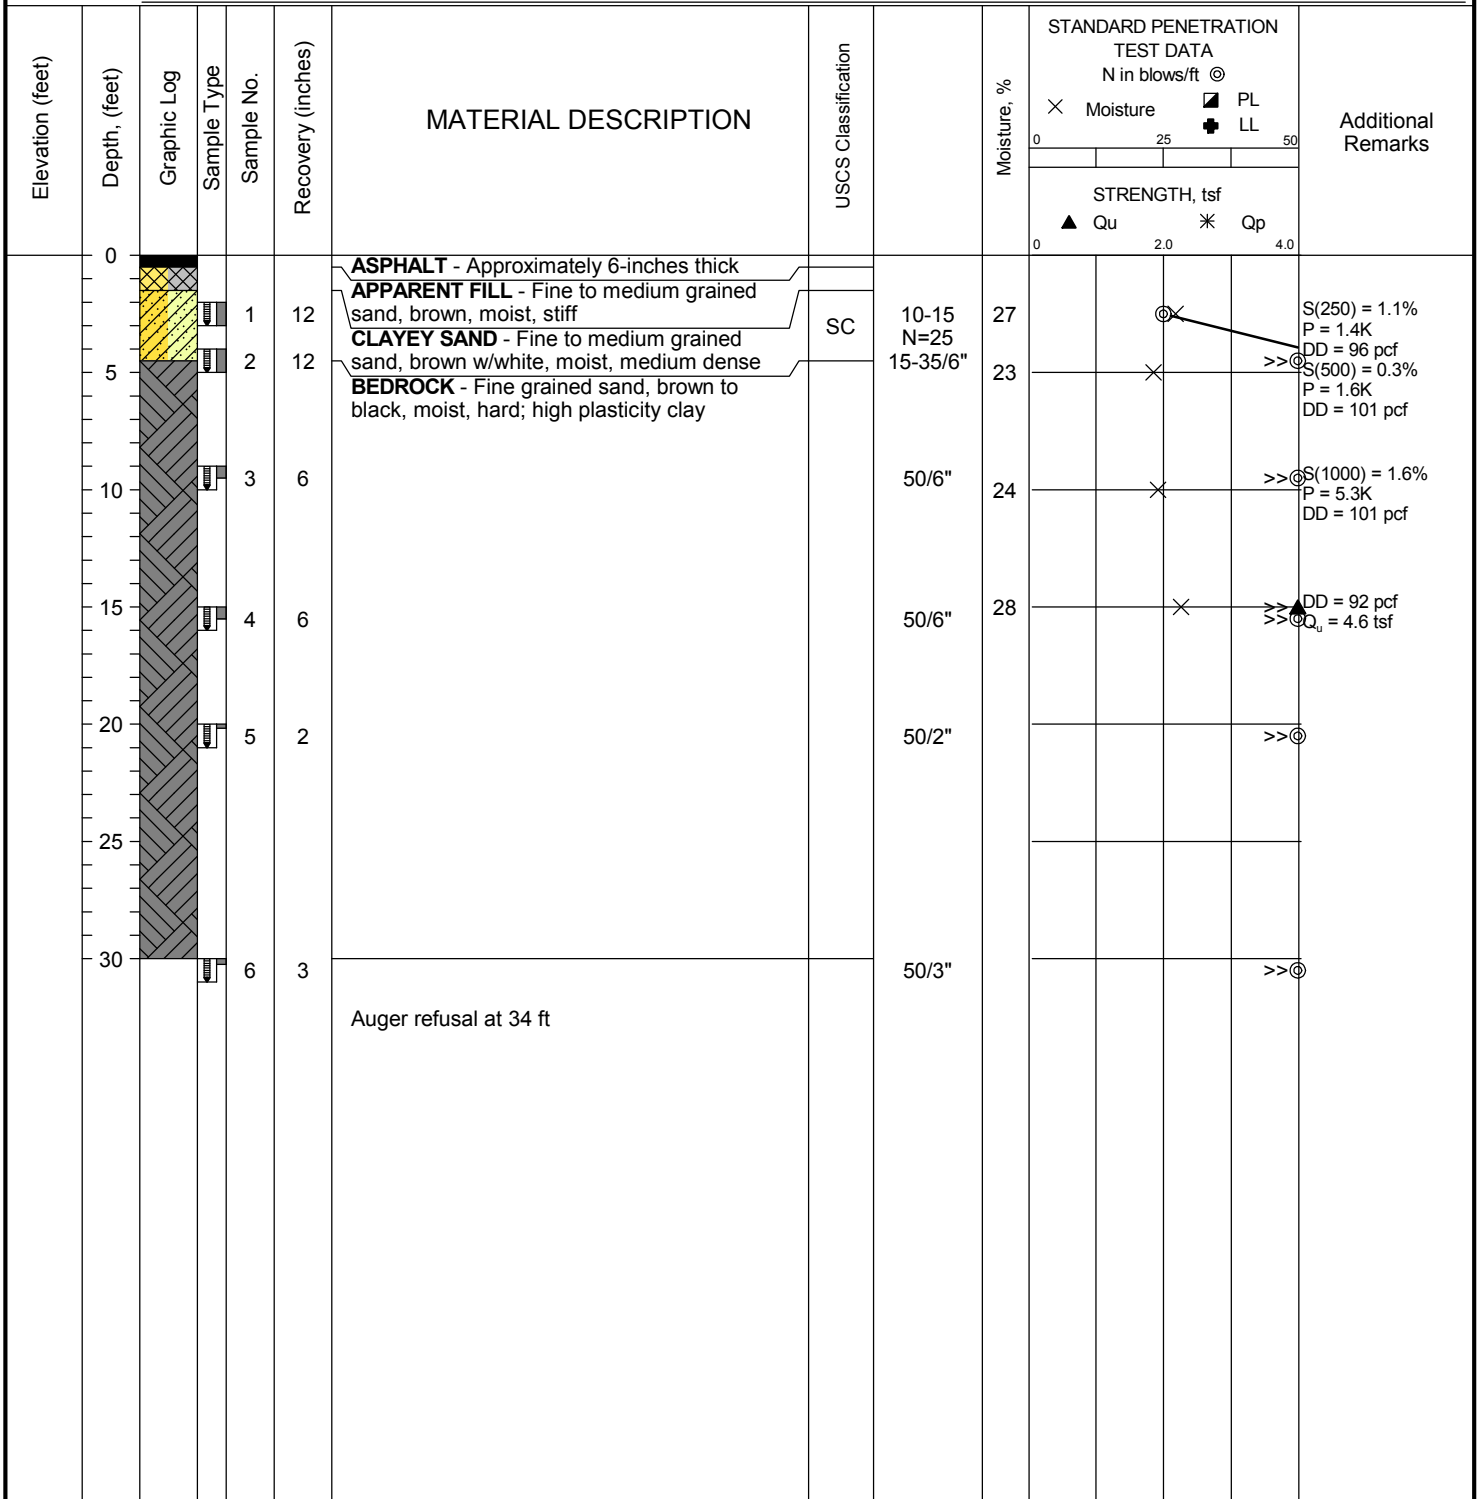 Elevation (feet)
Depth, (feet)
Graphic Log
Sample Type
Sample No.
Recovery (inches)
MATERIAL DESCRIPTION
USCS Classification
Moisture, %
STANDARD PENETRATION
TEST DATA
N in blows/ft
Moisture
PL
LL
0 25 50
STRENGTH, tsf
Qu Qp
0 2.0 4.0
Additional
Remarks
0
ASPHALT - Approximately 6-inches thick
APPARENT FILL - Fine to medium grained
sand, brown, moist, stiff
1 12
CLAYEY SAND - Fine to medium grained
sand, brown w/white, moist, medium dense
SC
10-15
N=25
27
S(250) = 1.1%
P = 1.4K
DD = 96 pcf
2 12
15-35/6"
>>
5
BEDROCK - Fine grained sand, brown to
black, moist, hard; high plasticity clay
23
S(500) = 0.3%
P = 1.6K
DD = 101 pcf
3 6
50/6"
>>
10
24
S(1000) = 1.6%
P = 5.3K
DD = 101 pcf
15
28
>>
DD = 92 pcf
4 6
50/6"
>>
Qu = 4.6 tsf
20
5 2
50/2"
>>
25
30
6 3
50/3"
>>
Auger refusal at 34 ft